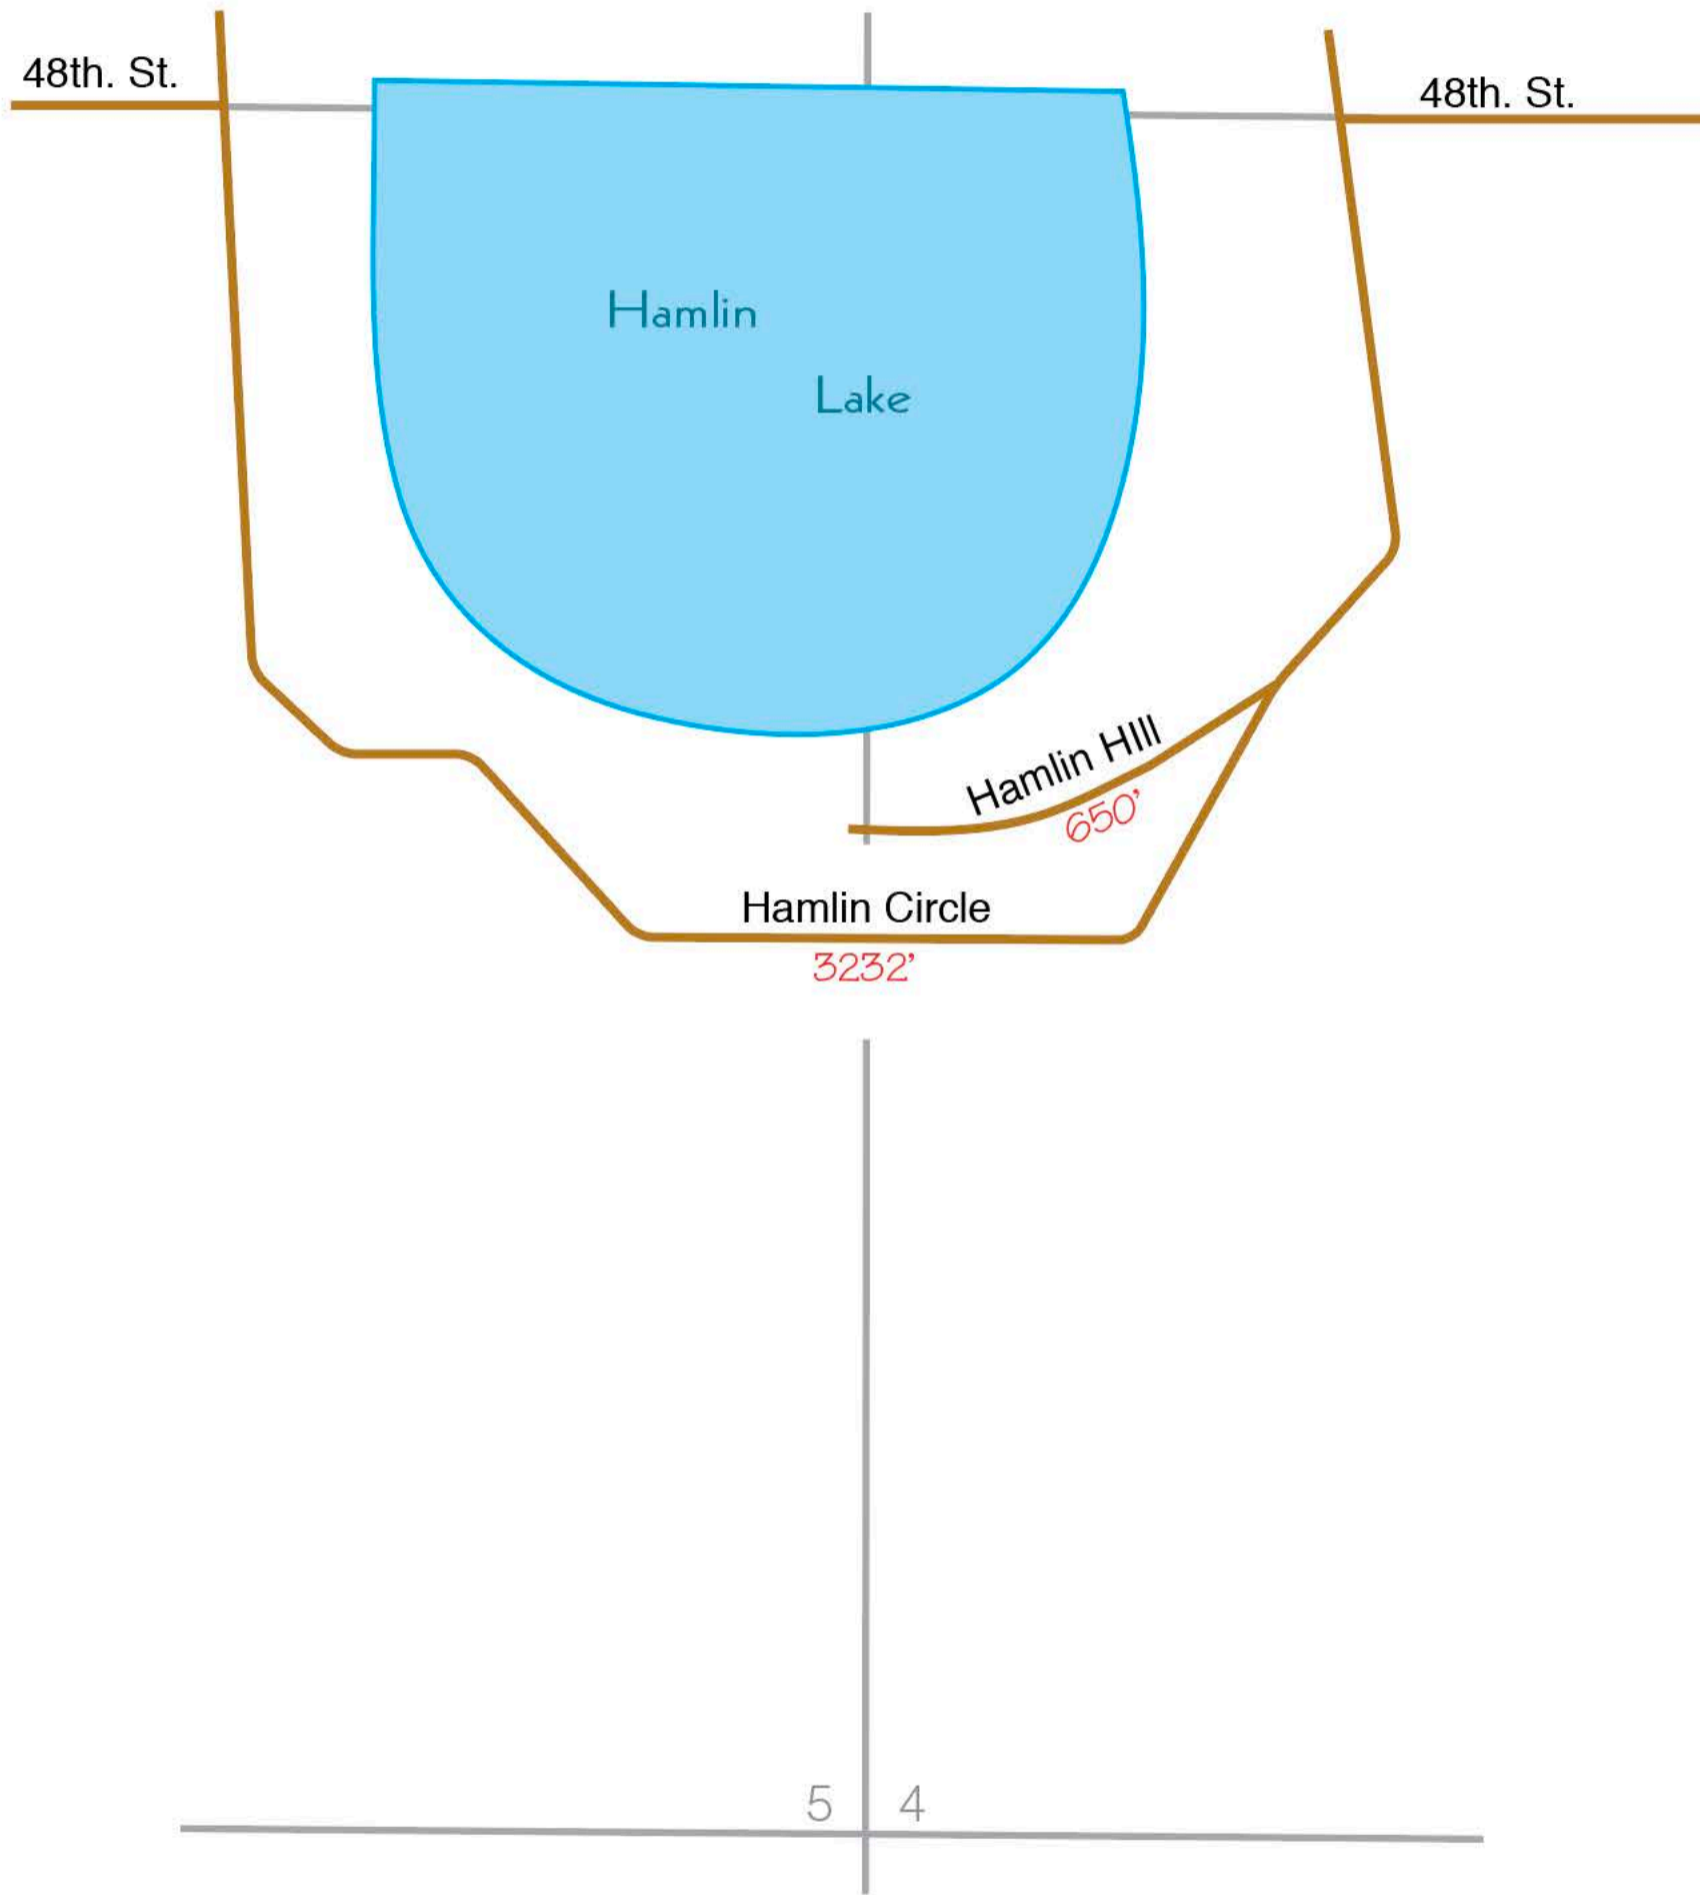 48th. St.
48th. St.
Hamlin
Lake
Hamlin HIll
650'
Hamlin Circle
3232'
5
4